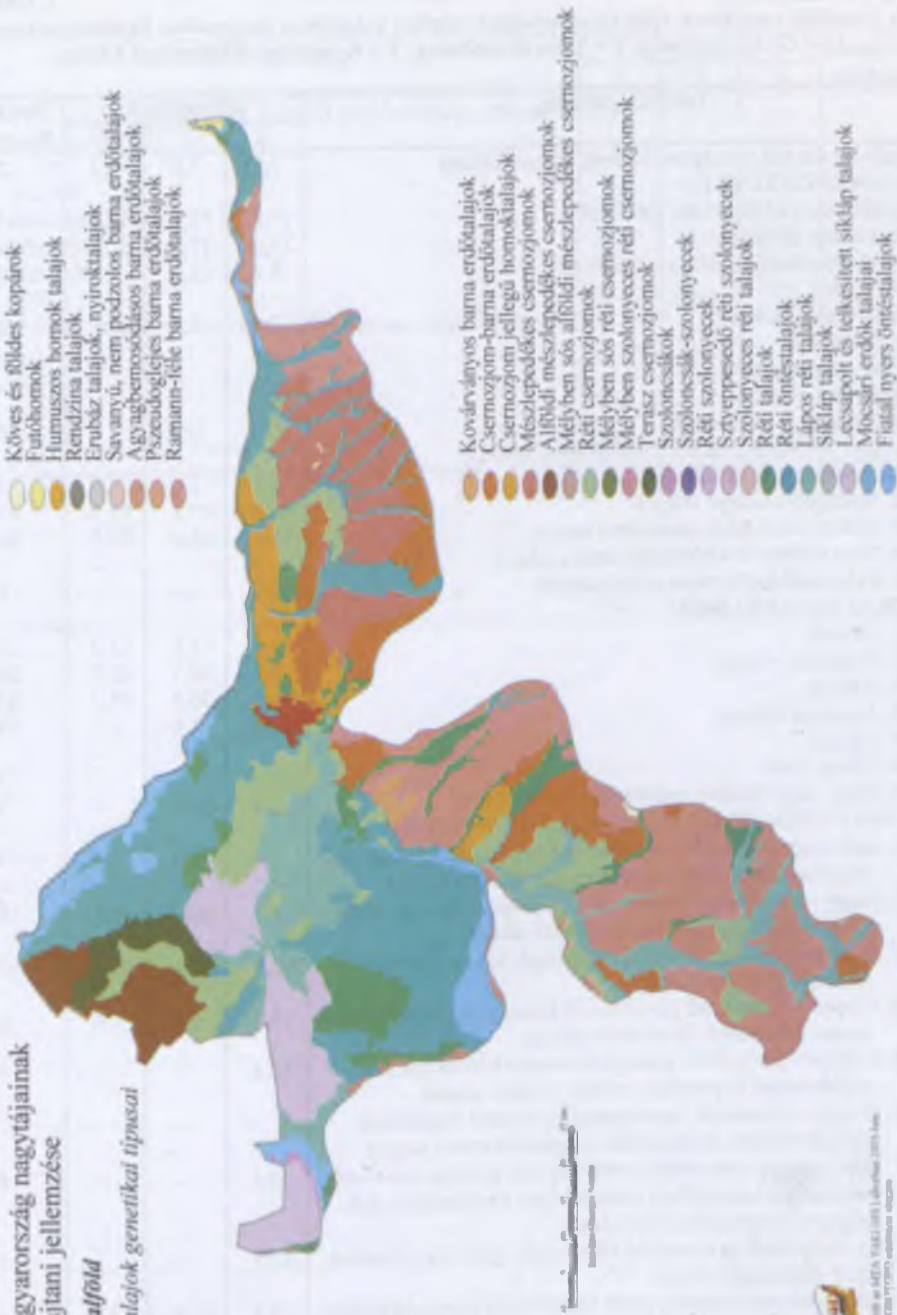 gyarország nagytájainak
jtani jellemzése
alföld
alajok genetikai típusai
Köves és földes kopárok
Futóhomok
Humuszos homok talajok
Rendzina talajok
Erubáz talajok, nyiroktalajok
Savanyú, nem podzolos barna erdőtalajok
Agyagbemosódásos barna erdőtalajok
Pszeudoglejes barna erdőtalajok
Ramann-féle barna erdőtalajok
Kovárványos barna erdőtalajok
Csernozjom-barna erdőtalajok
Csernozjom jellegű homoktalajok
Mészlepedékes csernozjomok
Alföldi mészlepedékes csernozjomok
Mélyben sós alföldi mészlepedékes csernozjomok
Réti csernozjomok
Mélyben sós réti csernozjomok
Mélyben szolonyeces réti csernozjomok
Terasz csernozjomok
Szoloncsákok
Szoloncsák-szolonyecek
Réti szolonyecek
Sztyeppesedő réti szolonyecek
Szolonyeces réti talajok
Réti talajok
Réti öntéstalajok
Lápos réti talajok
Síkláp talajok
Lecsapolt és telkesített síkláp talajok
Mocsári erdők talajai
Fiatal nyers öntéstalajok